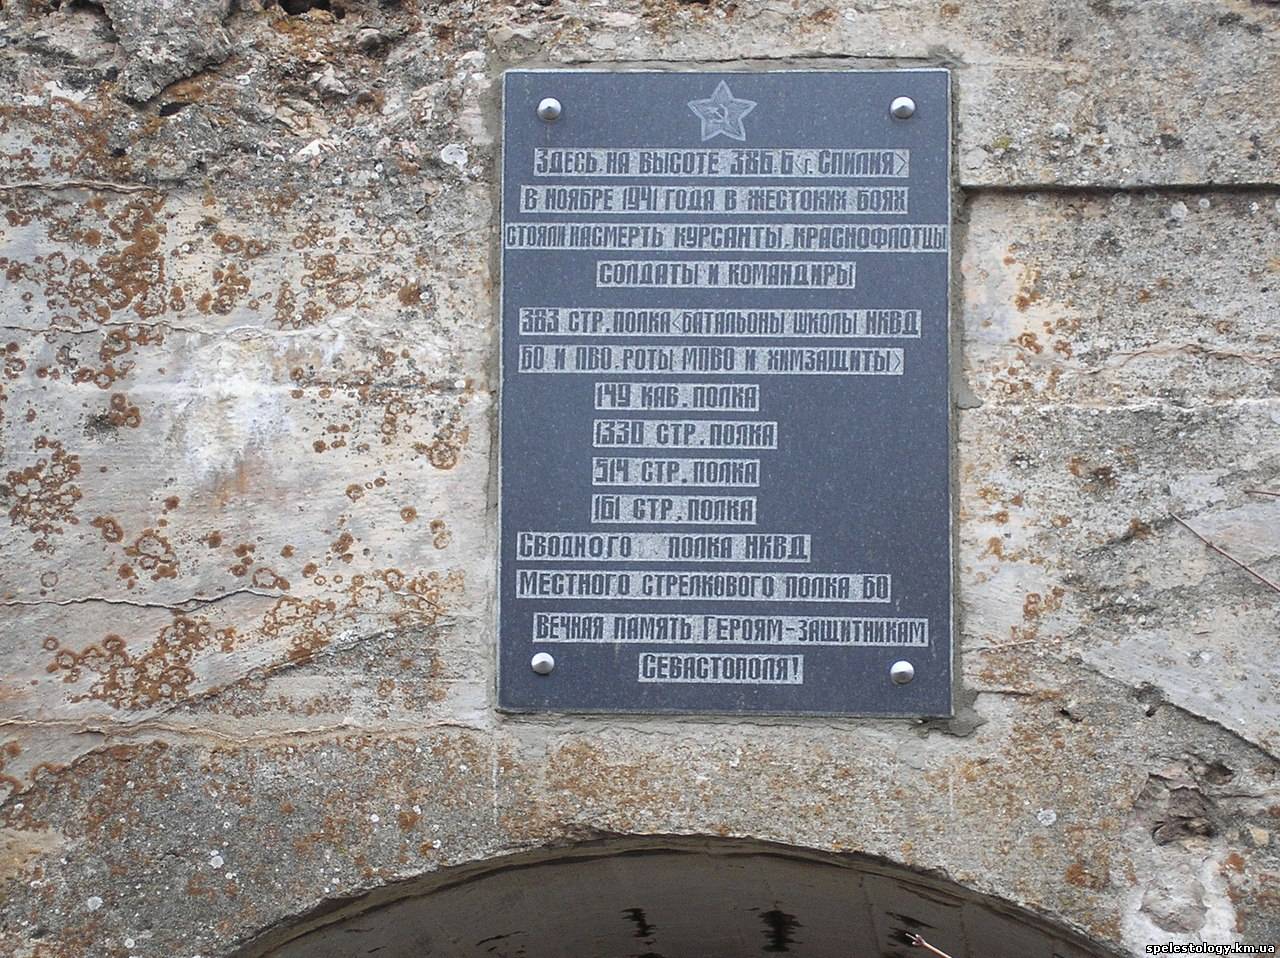 Здесь на высоте 386.6 <г. Спилия>
в ноябре 1941 года в жестоких боях
стояли насмерть курсанты, краснофлотцы
солдаты и командиры
383 стр. полка <батальоны школы НКВД
БО и ПВО, роты МПВО и химзащиты>
149 кав. полка
1330 стр. полка
514 стр. полка
161 стр. полка
Сводного полка НКВД
Местного стрелкового полка БО
Вечная память Героям-защитникам
Севастополя!
spelestology.km.ua